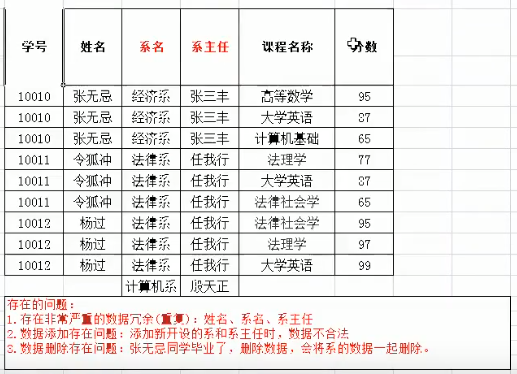 学号 姓名 系名 系主任 课程名称 数
10010 张无忌 经济系 张三丰 高等数学 95
10010 张无忌 经济系 张三丰 大学英语 87
10010 张无忌 经济系 张三丰 计算机基础 65
10011 令狐冲 法律系 任我行 法理学 77
10011 令狐冲 法律系 任我行 大学英语 87
10011 令狐冲 法律系 任我行 法律社会学 65
10012 杨过 法律系 任我行 法律社会学 95
10012 杨过 法律系 任我行 法理学 97
10012 杨过 法律系 任我行 大学英语 99
计算机系 殷天正
存在的问题：
1.存在非常严重的数据冗余(重复)：姓名、系名、系主任
2.数据添加存在问题：添加新开设的系和系主任时，数据不合法
3.数据删除存在问题：张无忌同学毕业了，删除数据，会将系的数据一起删除。